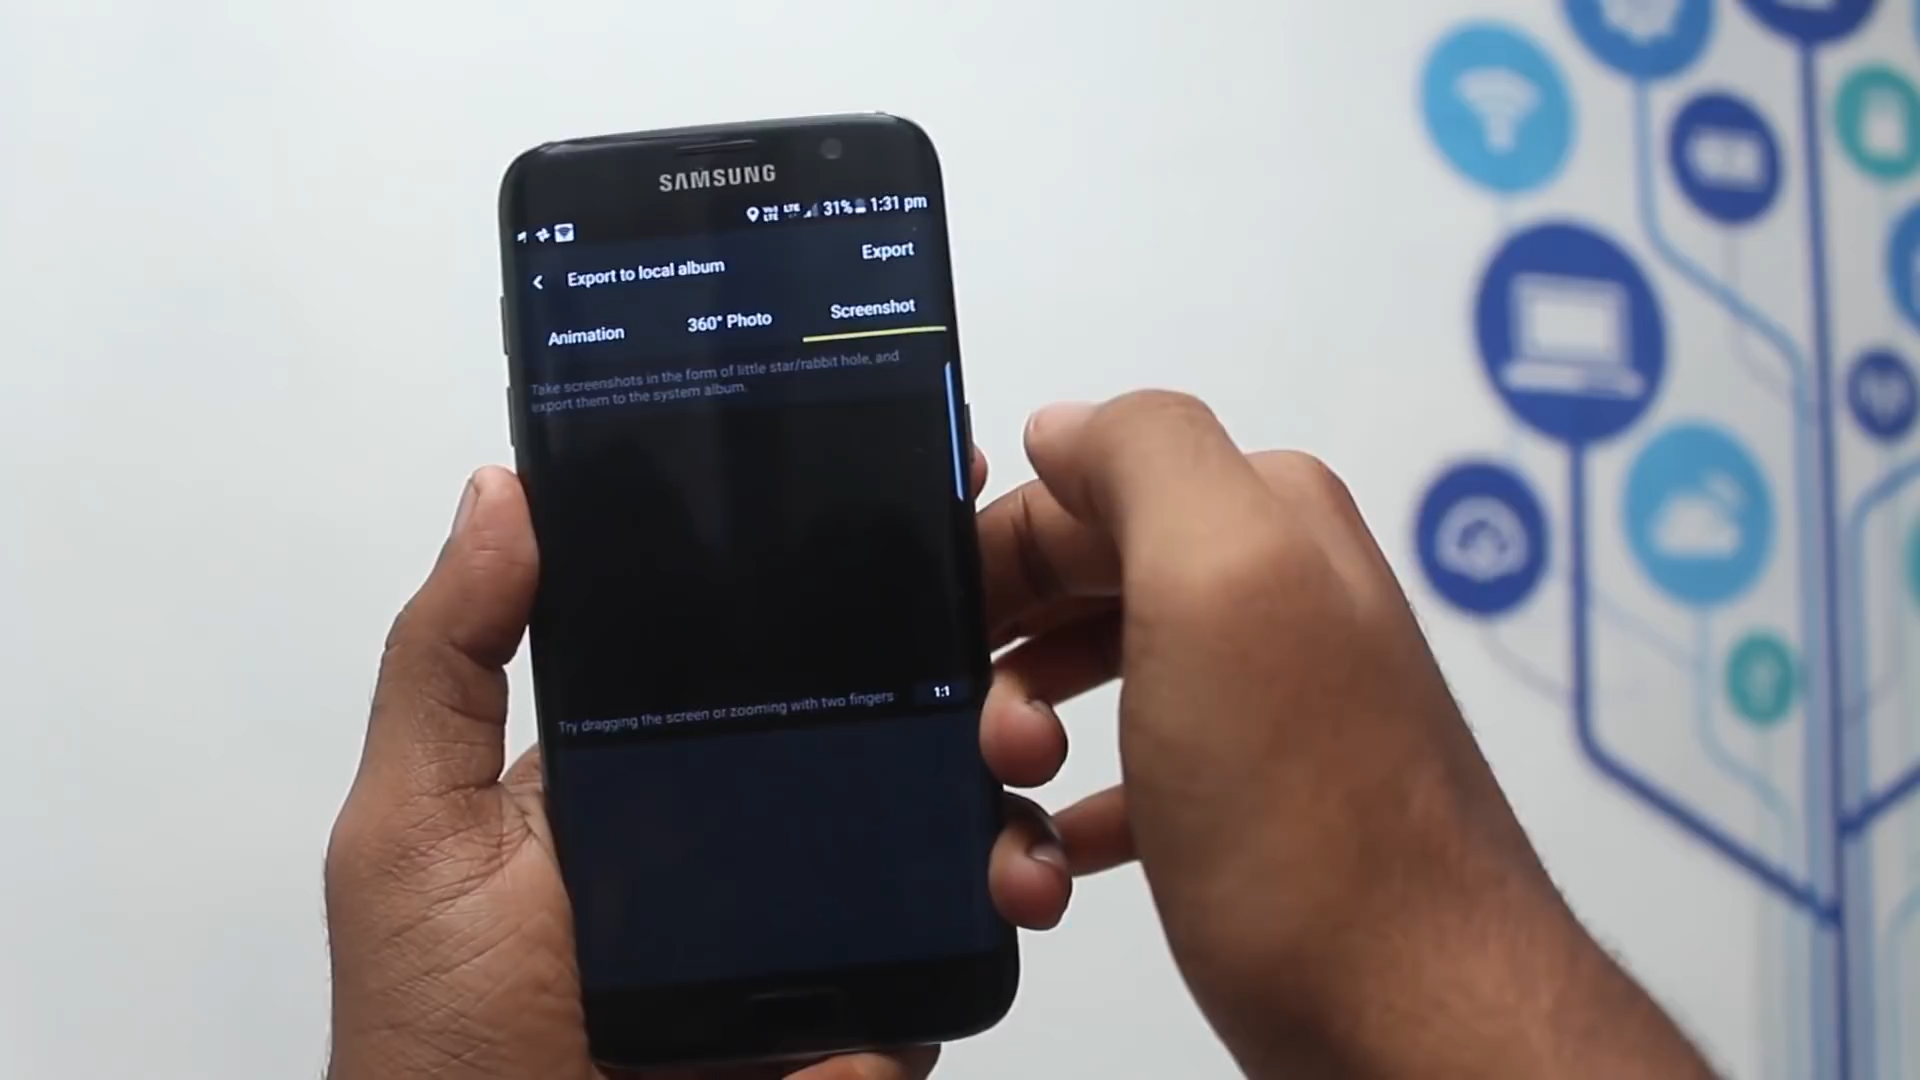 SAMSUNG
LTE 31% 1:31 pm
Export to local album
Export
Animation
360° Photo
Screenshot
Take screenshots in the form of little star/rabbit hole, and
export them to the system album.
Try dragging the screen or zooming with two fingers
1:1